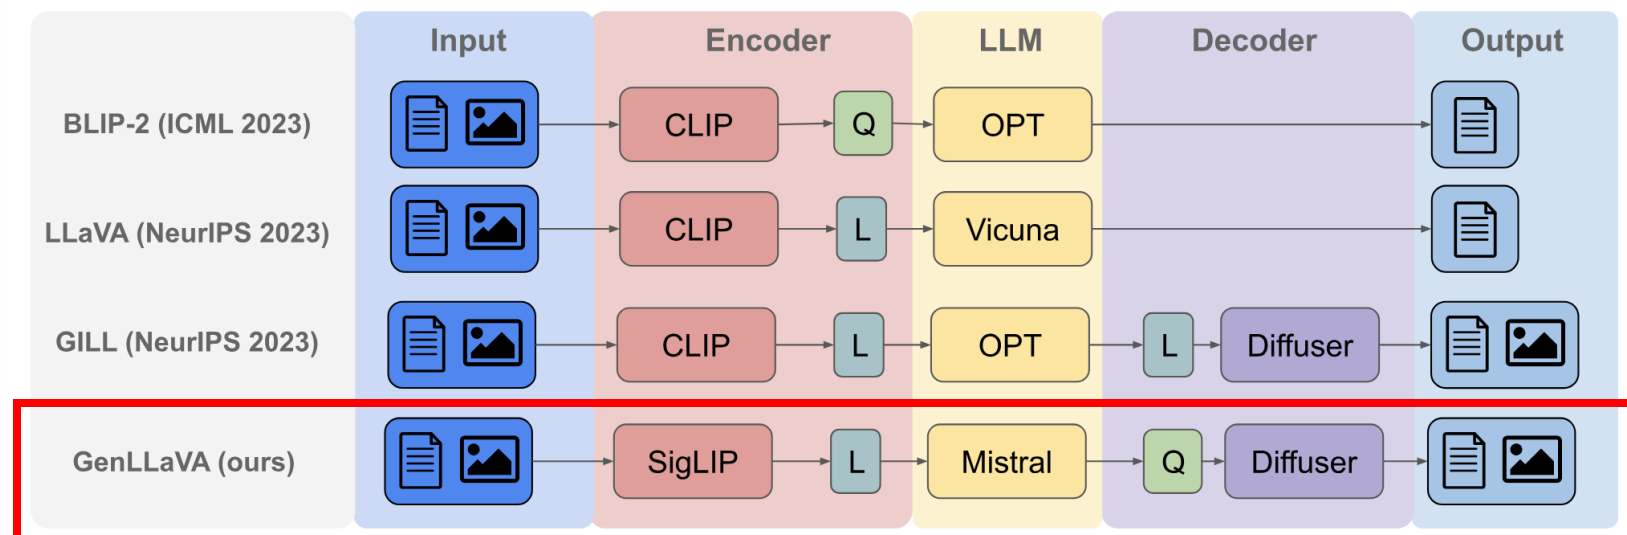 Input Encoder LLM Decoder Output
BLIP-2 (ICML 2023) CLIP Q OPT
LLaVA (NeurIPS 2023) CLIP L Vicuna
GILL (NeurIPS 2023) CLIP L OPT L Diffuser
GenLLaVA (ours) SigLIP L Mistral Q Diffuser